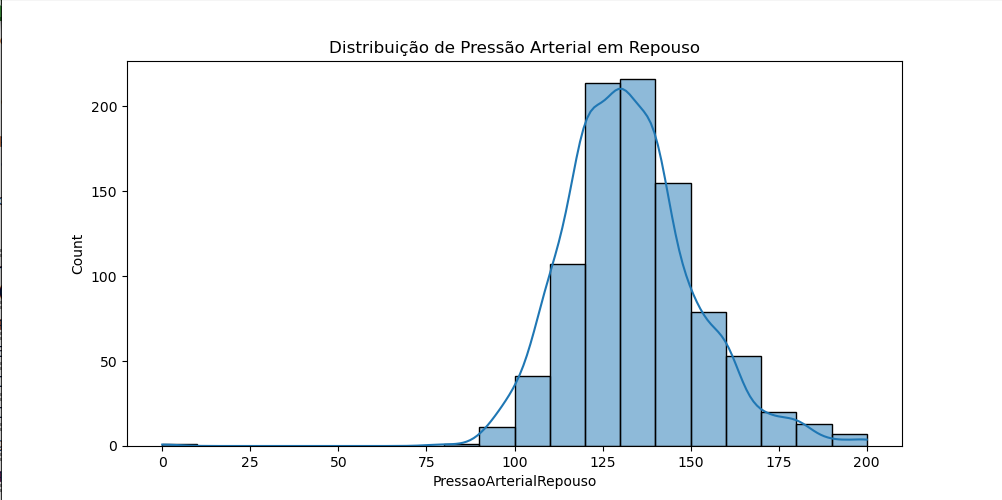 Distribuição de Pressão Arterial em Repouso
200
150
100
50
0
Count
0 25 50 75 100 125 150 175 200
PressaoArterialRepouso